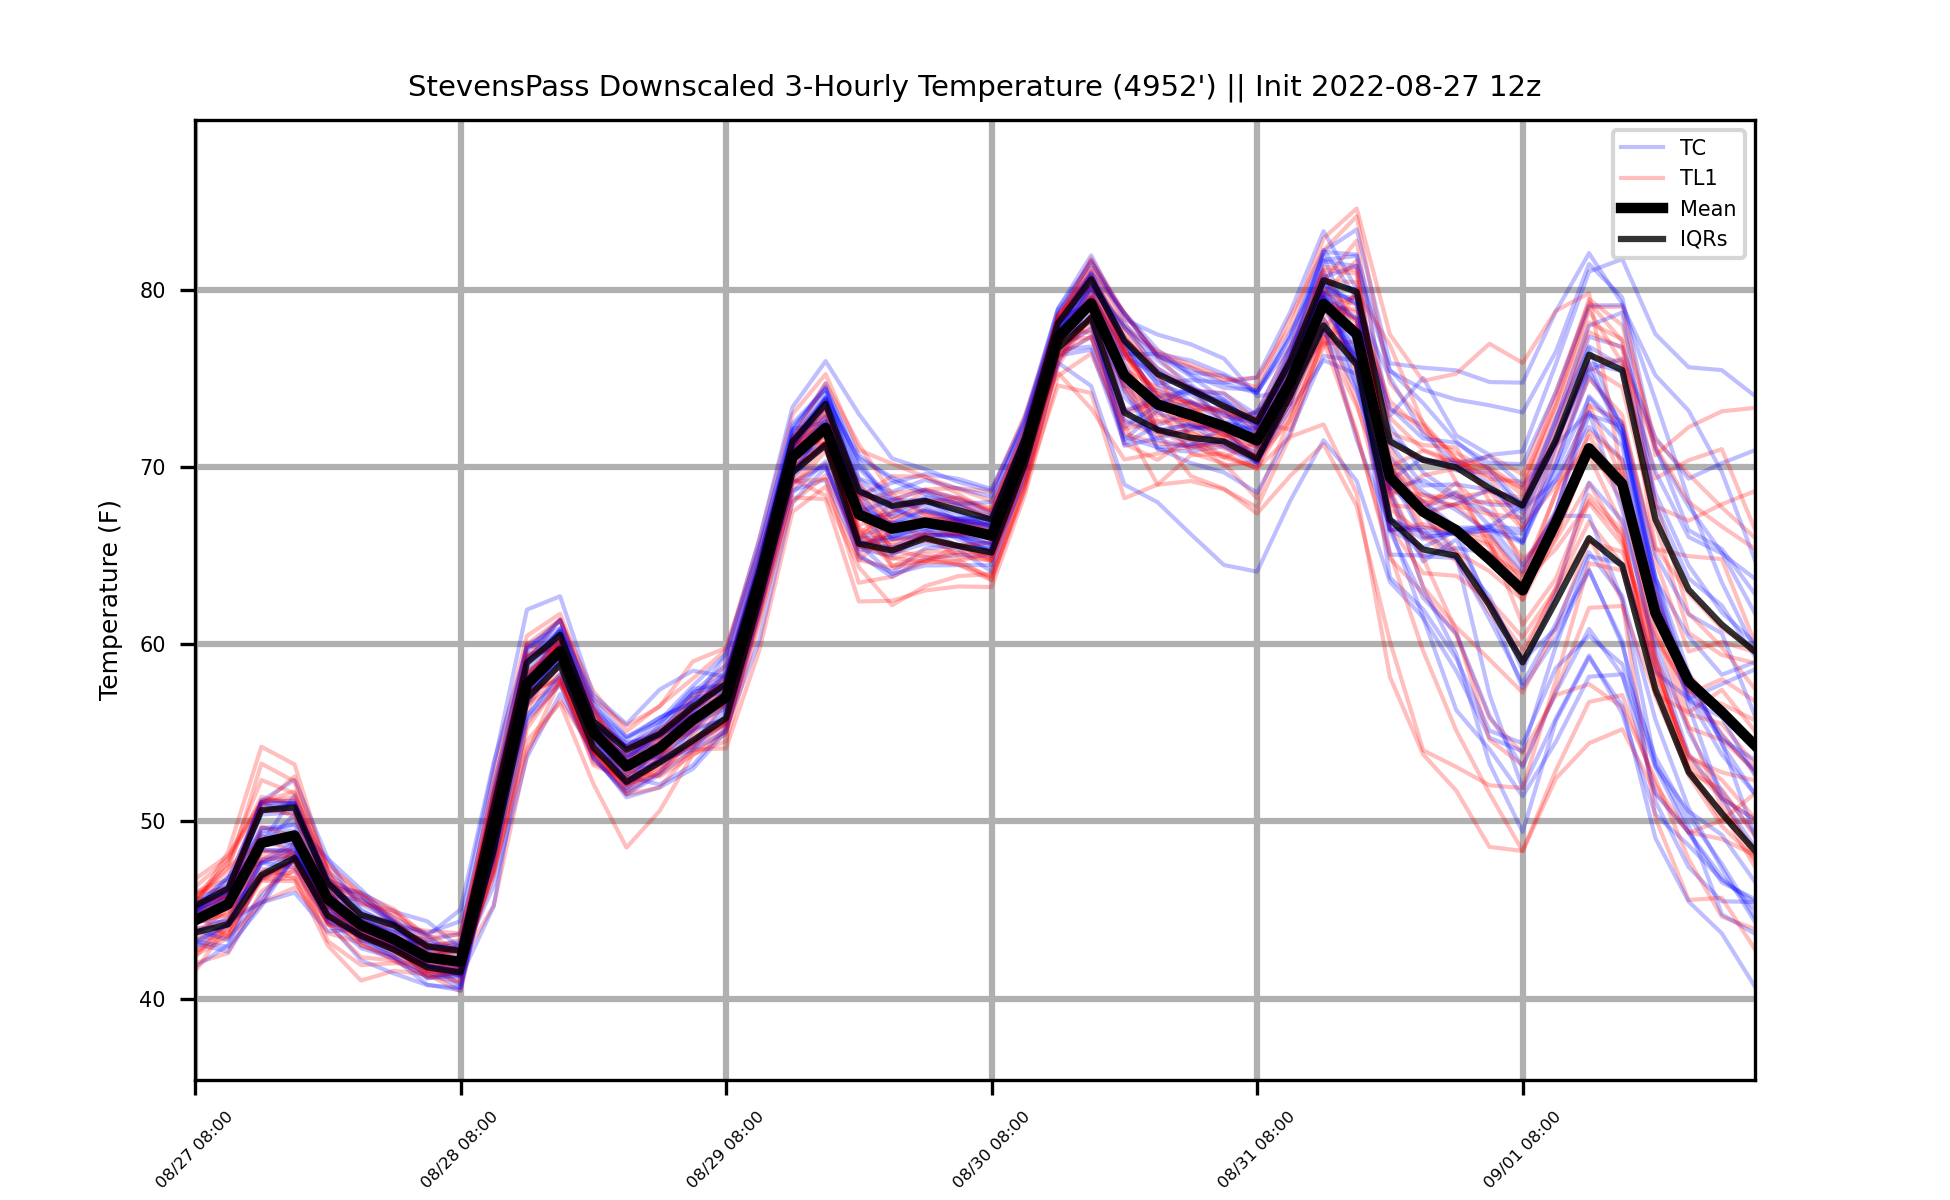 StevensPass Downscaled 3-Hourly Temperature (4952') || Init 2022-08-27 12z
TC
TL1
Mean
IQRs
Temperature (F)
80
70
60
50
40
08/27 08:00
08/28 08:00
08/29 08:00
08/30 08:00
08/31 08:00
09/01 08:00